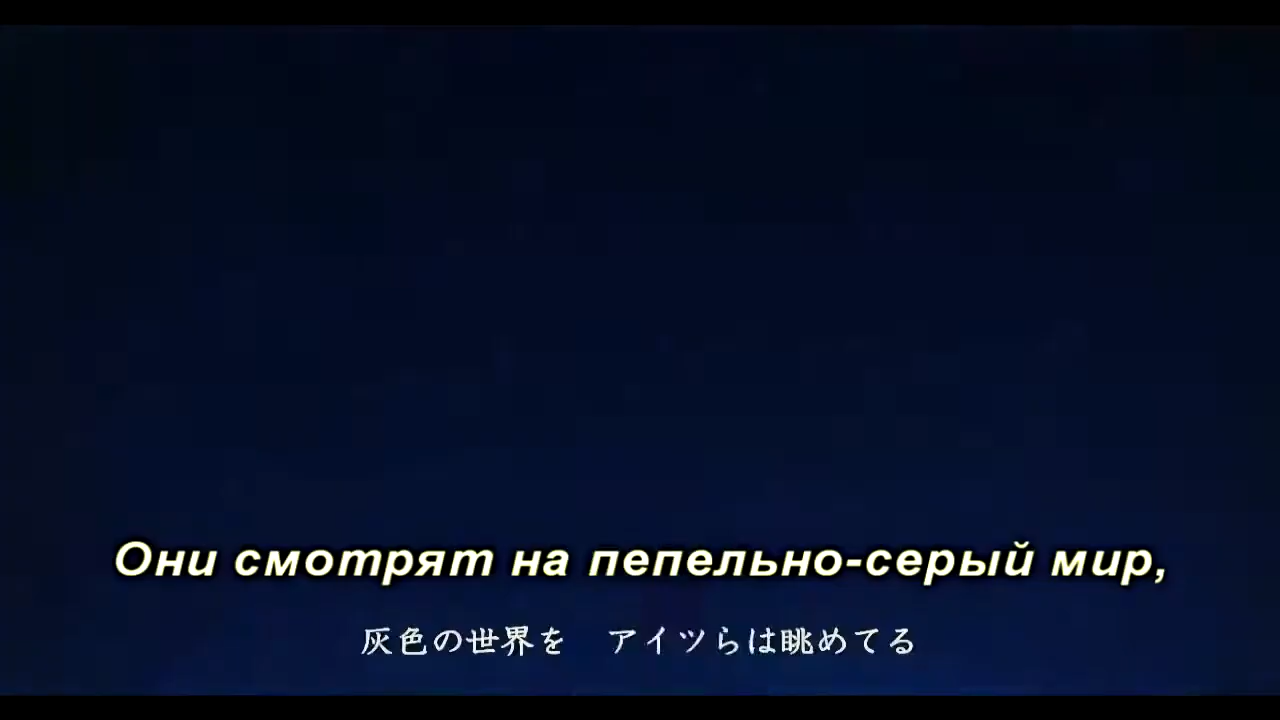 Они смотрят на пепельно-серый мир,
灰色の世界を　アイツらは眺めてる